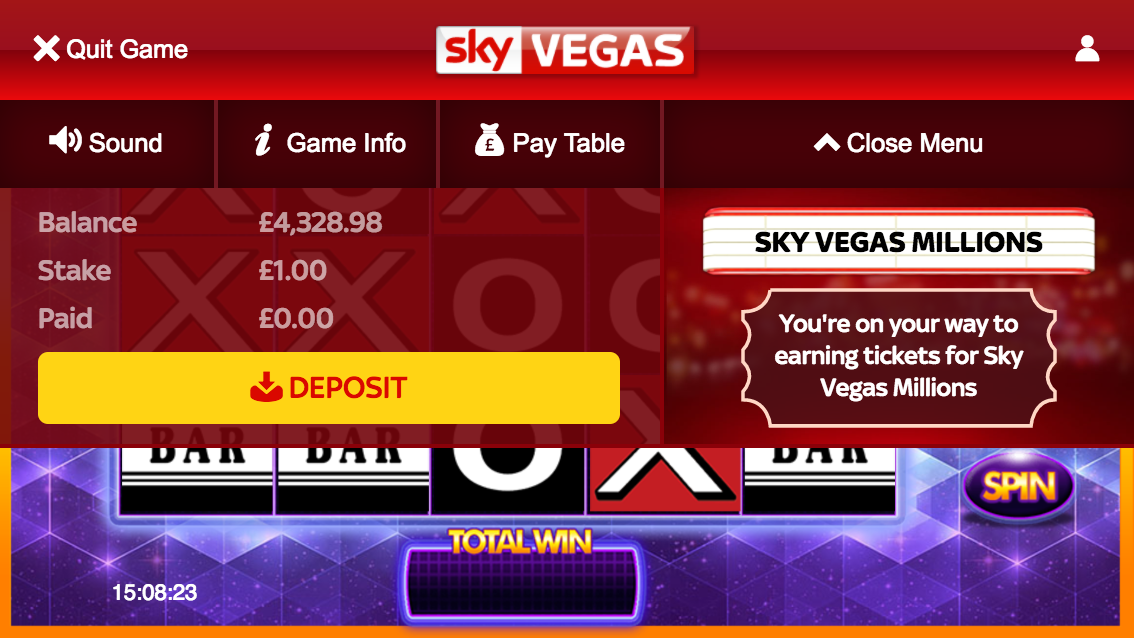 Quit Game
sky VEGAS
Sound
Game Info
£
Pay Table
Close Menu
Balance £4,328.98
Stake £1.00
Paid £0.00
DEPOSIT
SKY VEGAS MILLIONS
You're on your way to
earning tickets for Sky
Vegas Millions
X X O O
BAR BAR O X BAR
SPIN
TOTAL WIN
15:08:23